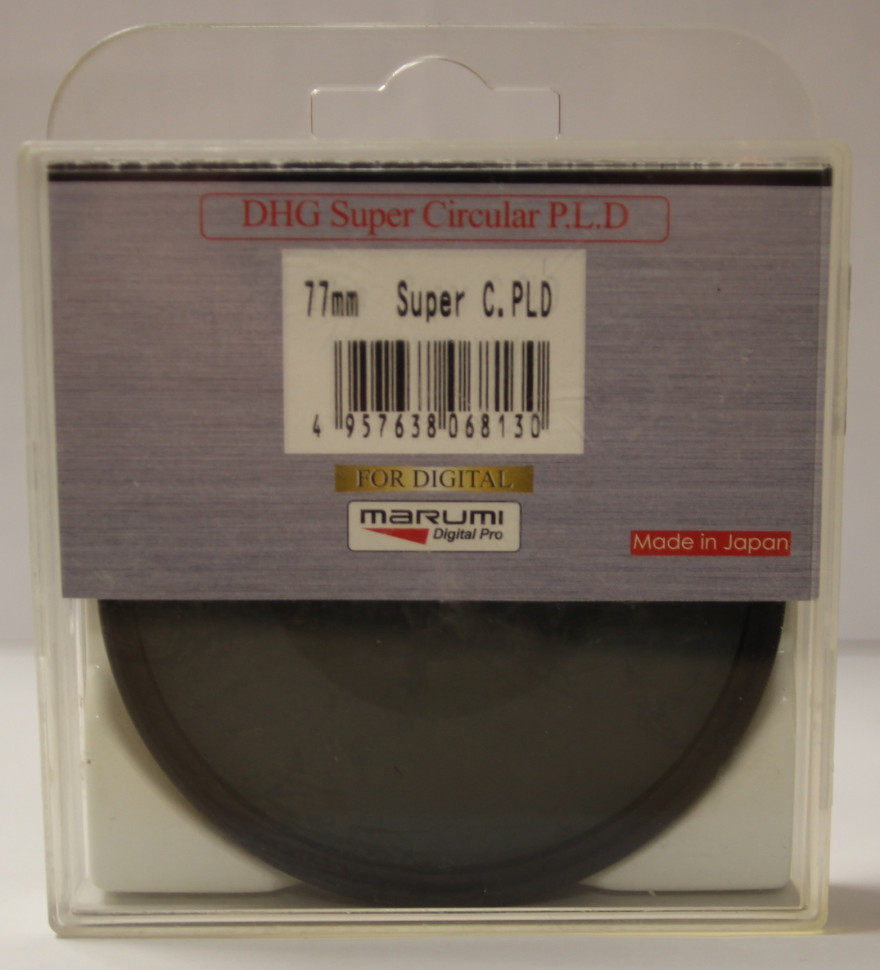 DHG Super Circular P.L.D
77mm Super C.PLD
4 957638 068130
FOR DIGITAL
marumi
Digital Pro
Made in Japan